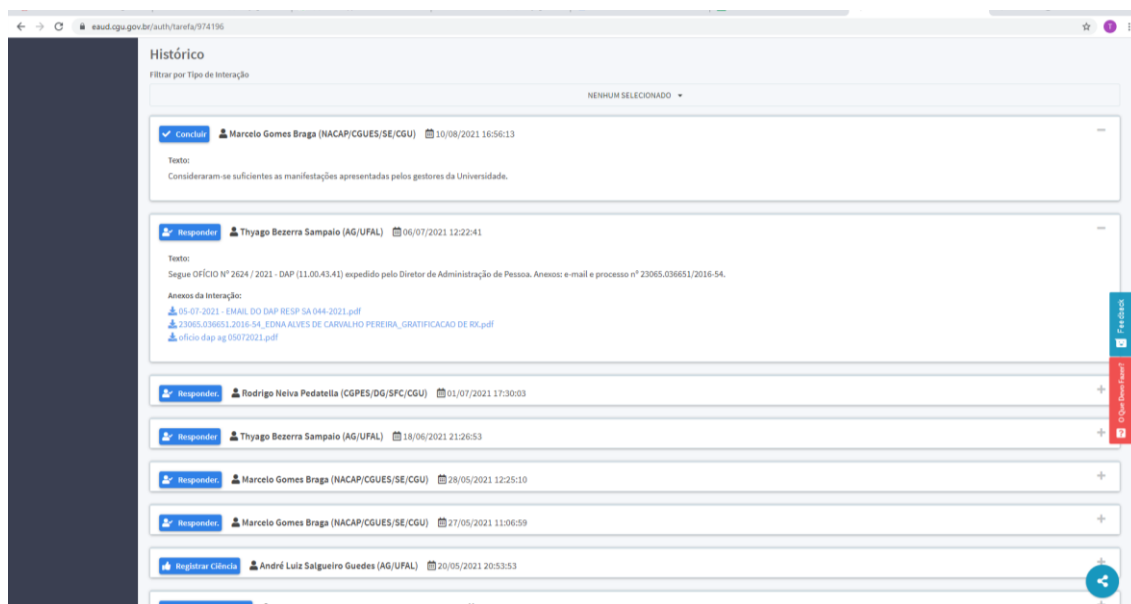 eaud.cgu.gov.br/auth/tarefa/974196
T
Histórico
Filtrar por Tipo de Interação
NENHUM SELECIONADO
Concluir Marcelo Gomes Braga (NACAP/CGUES/SE/CGU) 10/08/2021 16:56:13
Texto:
Consideraram-se suficientes as manifestações apresentadas pelos gestores da Universidade.
Responder Thyago Bezerra Sampaio (AG/UFAL) 06/07/2021 12:22:41
Texto:
Segue OFÍCIO Nº 2624 / 2021 - DAP (11.00.43.41) expedido pelo Diretor de Administração de Pessoa. Anexos: e-mail e processo nº 23065.036651/2016-54.
Anexos da Interação:
05-07-2021 - EMAIL DO DAP RESP SA 044-2021.pdf
23065.036651.2016-54_EDNA ALVES DE CARVALHO PEREIRA_GRATIFICACAO DE RX.pdf
oficio dap ag 05072021.pdf
Feedback
Responder. Rodrigo Neiva Pedatella (CGPES/DG/SFC/CGU) 01/07/2021 17:30:03
O Que Devo Fazer?
Responder Thyago Bezerra Sampaio (AG/UFAL) 18/06/2021 21:26:53
Responder. Marcelo Gomes Braga (NACAP/CGUES/SE/CGU) 28/05/2021 12:25:10
Responder. Marcelo Gomes Braga (NACAP/CGUES/SE/CGU) 27/05/2021 11:06:59
Registrar Ciência André Luiz Salgueiro Guedes (AG/UFAL) 20/05/2021 20:53:53